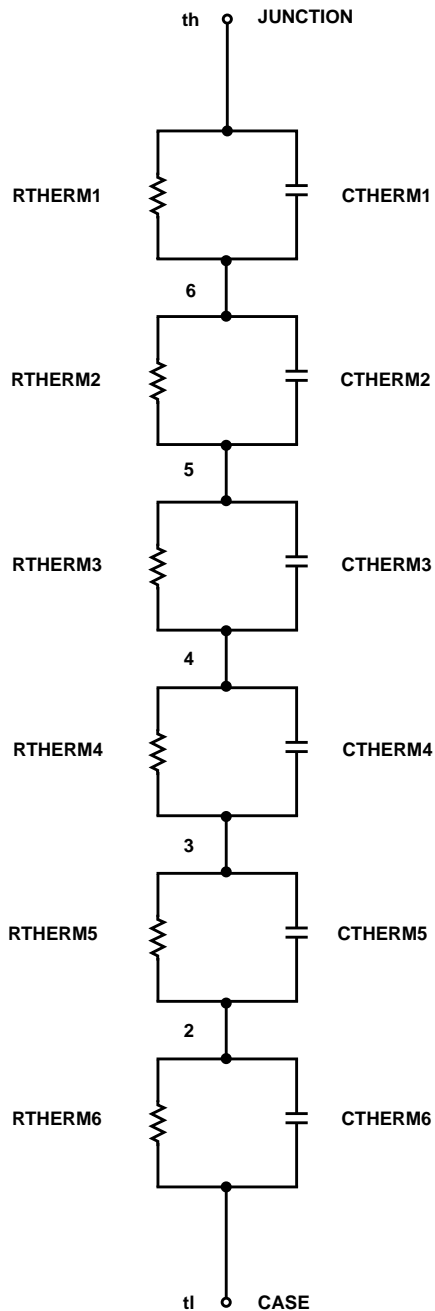 th JUNCTION
RTHERM1 CTHERM1
6
RTHERM2 CTHERM2
5
RTHERM3 CTHERM3
4
RTHERM4 CTHERM4
3
RTHERM5 CTHERM5
2
RTHERM6 CTHERM6
tl CASE